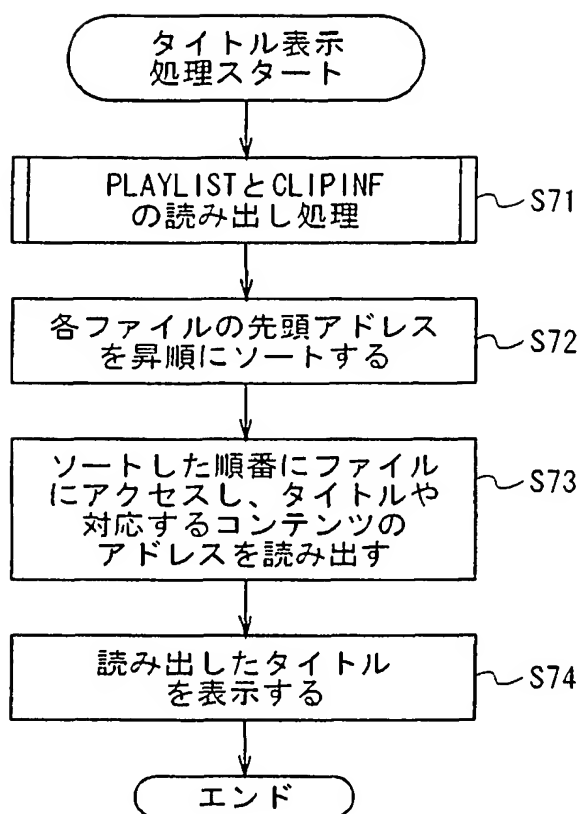 タイトル表示
処理スタート
PLAYLISTとCLIPINF
の読み出し処理
S71
各ファイルの先頭アドレス
を昇順にソートする
S72
ソートした順番にファイル
にアクセスし、タイトルや
対応するコンテンツの
アドレスを読み出す
S73
読み出したタイトル
を表示する
S74
エンド